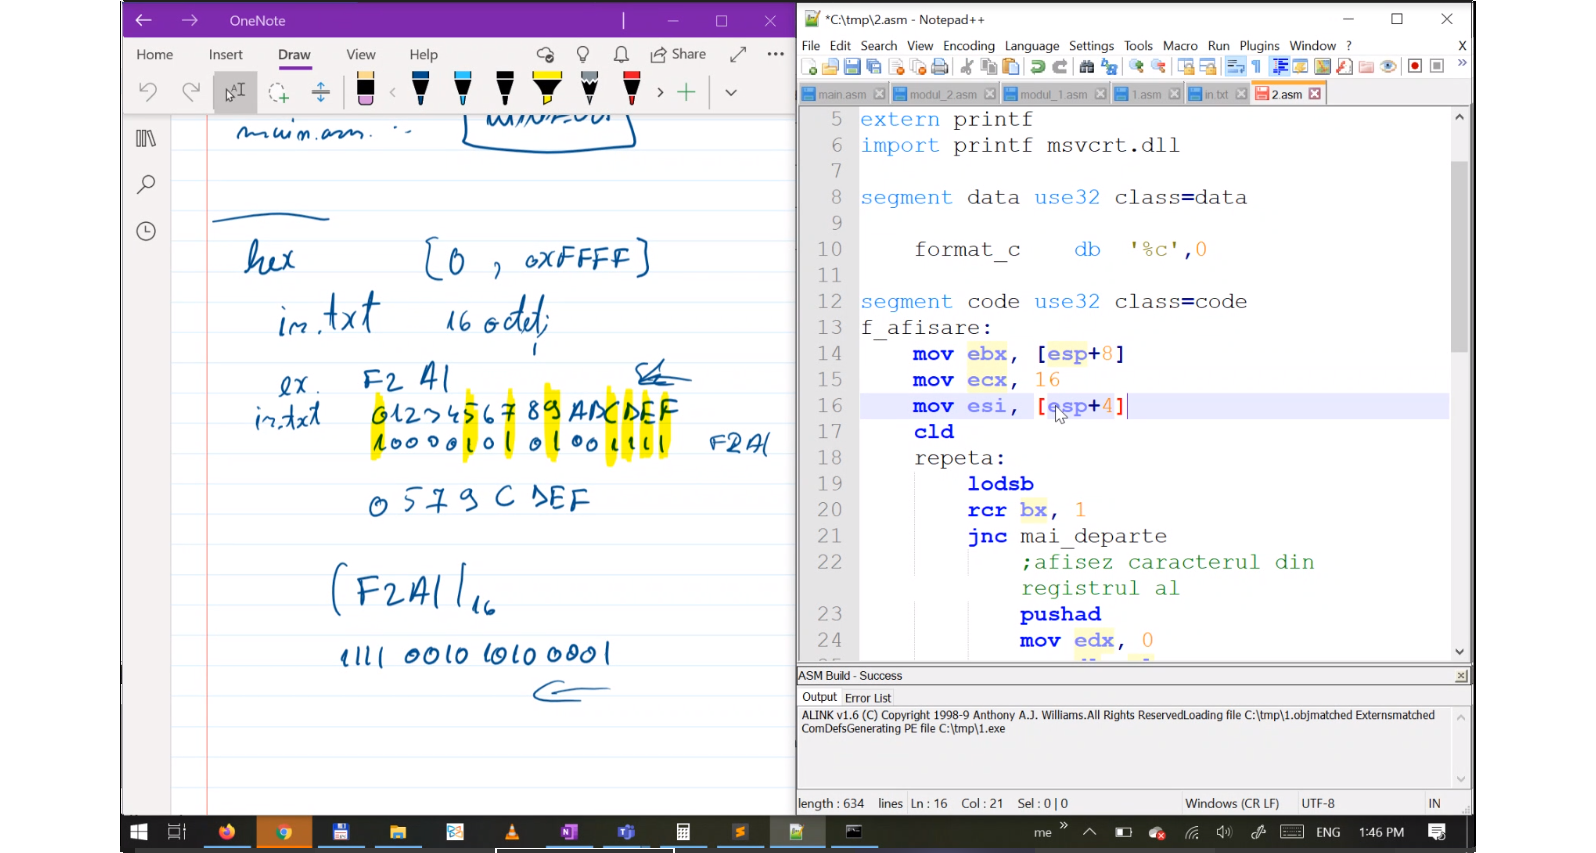 OneNote
Home Insert Draw View Help Share
main.asm.
hex [0 , 0xFFFF]
in.txt 16 octeți
ex. F2 A1
in.txt 0123456789ABCDEF
1000010101001111 F2A1
0 5 7 9 C DEF
(F2A1)16
1111 0010 1010 0001
*C:\tmp\2.asm - Notepad++
File Edit Search View Encoding Language Settings Tools Macro Run Plugins Window ? X
main.asm modul_2.asm modul_1.asm 1.asm in.txt 2.asm
5 extern printf
6 import printf msvcrt.dll
7
8 segment data use32 class=data
9
10 format_c db '%c',0
11
12 segment code use32 class=code
13 f_afisare:
14 mov ebx, [esp+8]
15 mov ecx, 16
16 mov esi, [esp+4]
17 cld
18 repeta:
19 lodsb
20 rcr bx, 1
21 jnc mai_departe
22 ;afisez caracterul din
registrul al
23 pushad
24 mov edx, 0
ASM Build - Success
Output Error List
ALINK v1.6 (C) Copyright 1998-9 Anthony A.J. Williams.All Rights ReservedLoading file C:\tmp\1.objmatched Externsmatched
ComDefsGenerating PE file C:\tmp\1.exe
length : 634 lines Ln : 16 Col : 21 Sel : 0 | 0 Windows (CR LF) UTF-8 IN
me ENG 1:46 PM